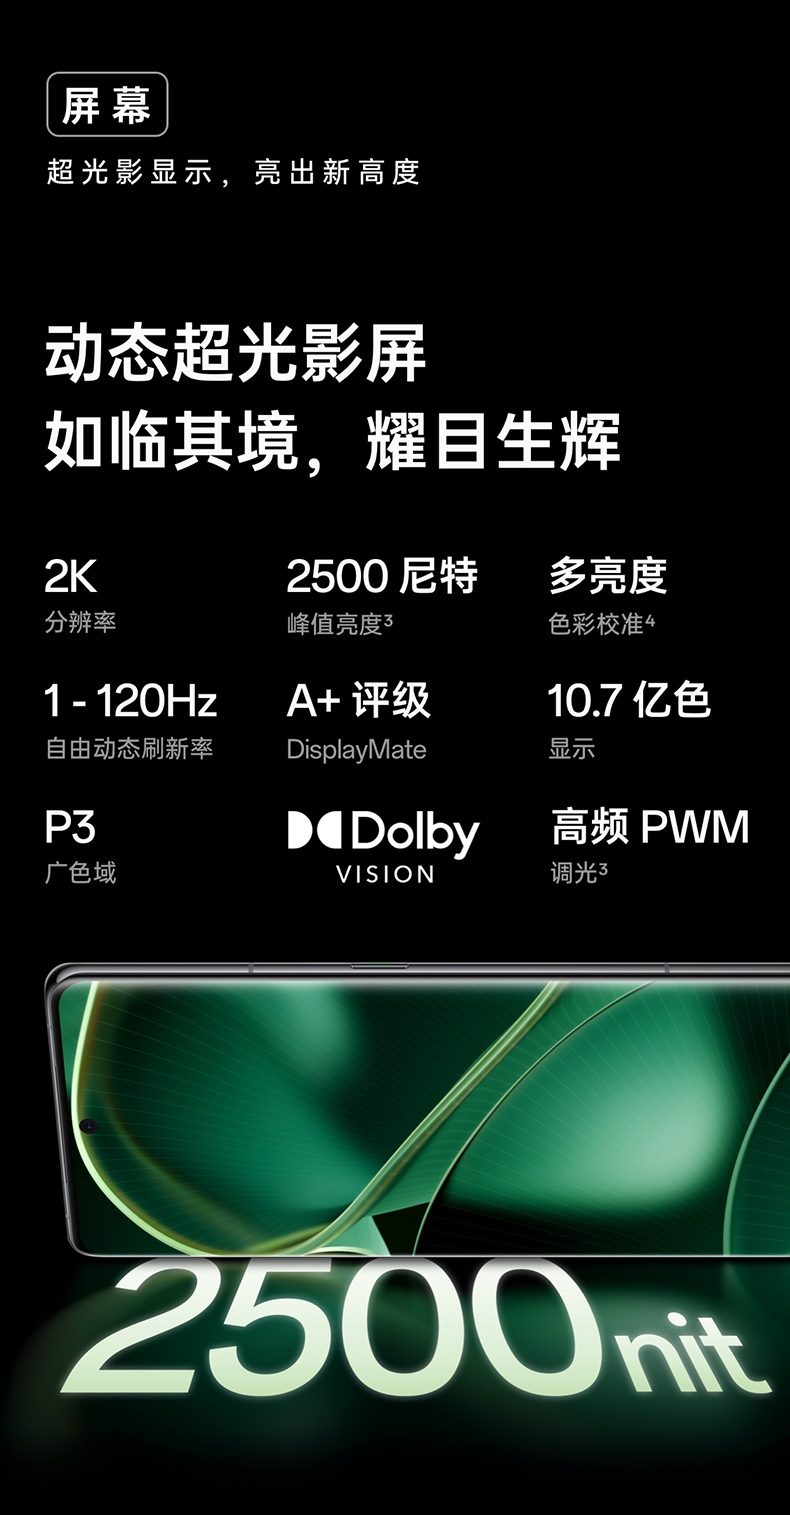 屏幕
超光影显示，亮出新高度
动态超光影屏
如临其境，耀目生辉
2K
分辨率
2500 尼特
峰值亮度3
多亮度
色彩校准4
1 - 120Hz
自由动态刷新率
A+ 评级
DisplayMate
10.7 亿色
显示
P3
广色域
Dolby
VISION
高频 PWM
调光3
2500nit